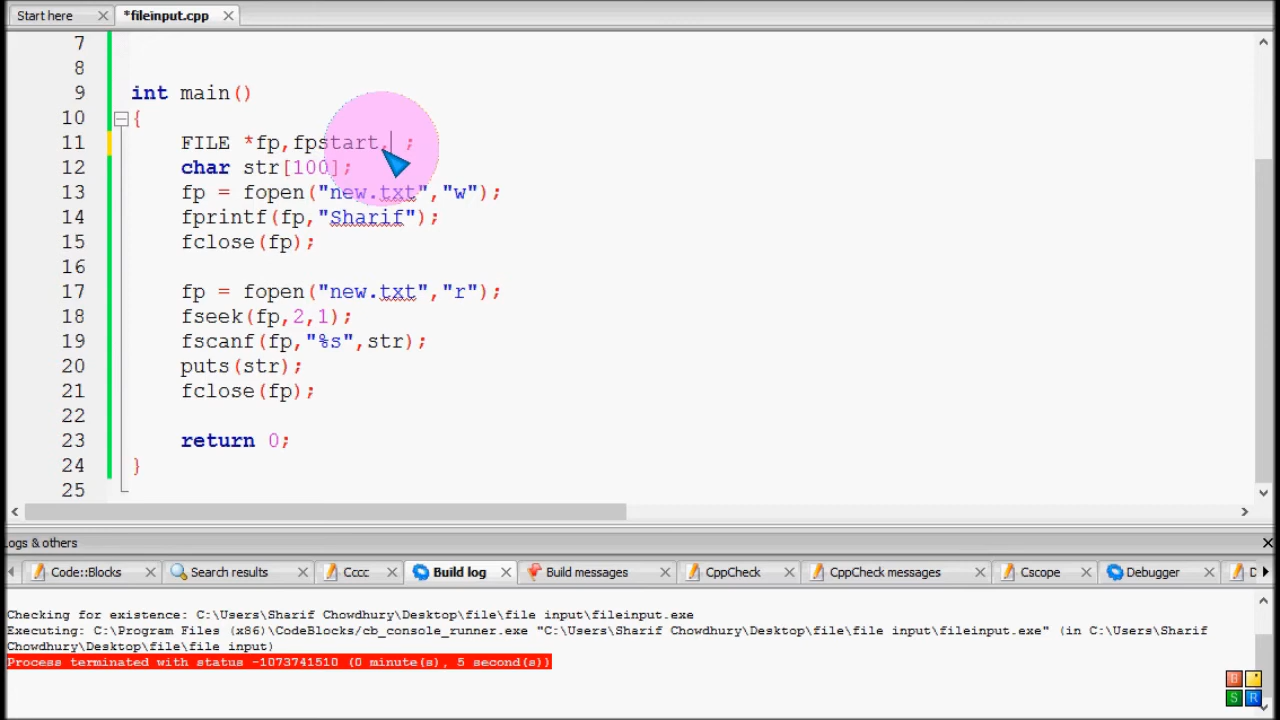 Start here
*fileinput.cpp
7
8
9 int main()
10 {
11 FILE *fp,fpstart, ;
12 char str[100];
13 fp = fopen("new.txt","w");
14 fprintf(fp,"Sharif");
15 fclose(fp);
16
17 fp = fopen("new.txt","r");
18 fseek(fp,2,1);
19 fscanf(fp,"%s",str);
20 puts(str);
21 fclose(fp);
22
23 return 0;
24 }
25
ogs & others
Code::Blocks
Search results
Cccc
Build log
Build messages
CppCheck
CppCheck messages
Cscope
Debugger
D
Checking for existence: C:\Users\Sharif Chowdhury\Desktop\file\file input\fileinput.exe
Executing: C:\Program Files (x86)\CodeBlocks/cb_console_runner.exe "C:\Users\Sharif Chowdhury\Desktop\file\file input\fileinput.exe" (in C:\Users\Sharif
Chowdhury\Desktop\file\file input)
Process terminated with status -1073741510 (0 minute(s), 5 second(s))
B
S R